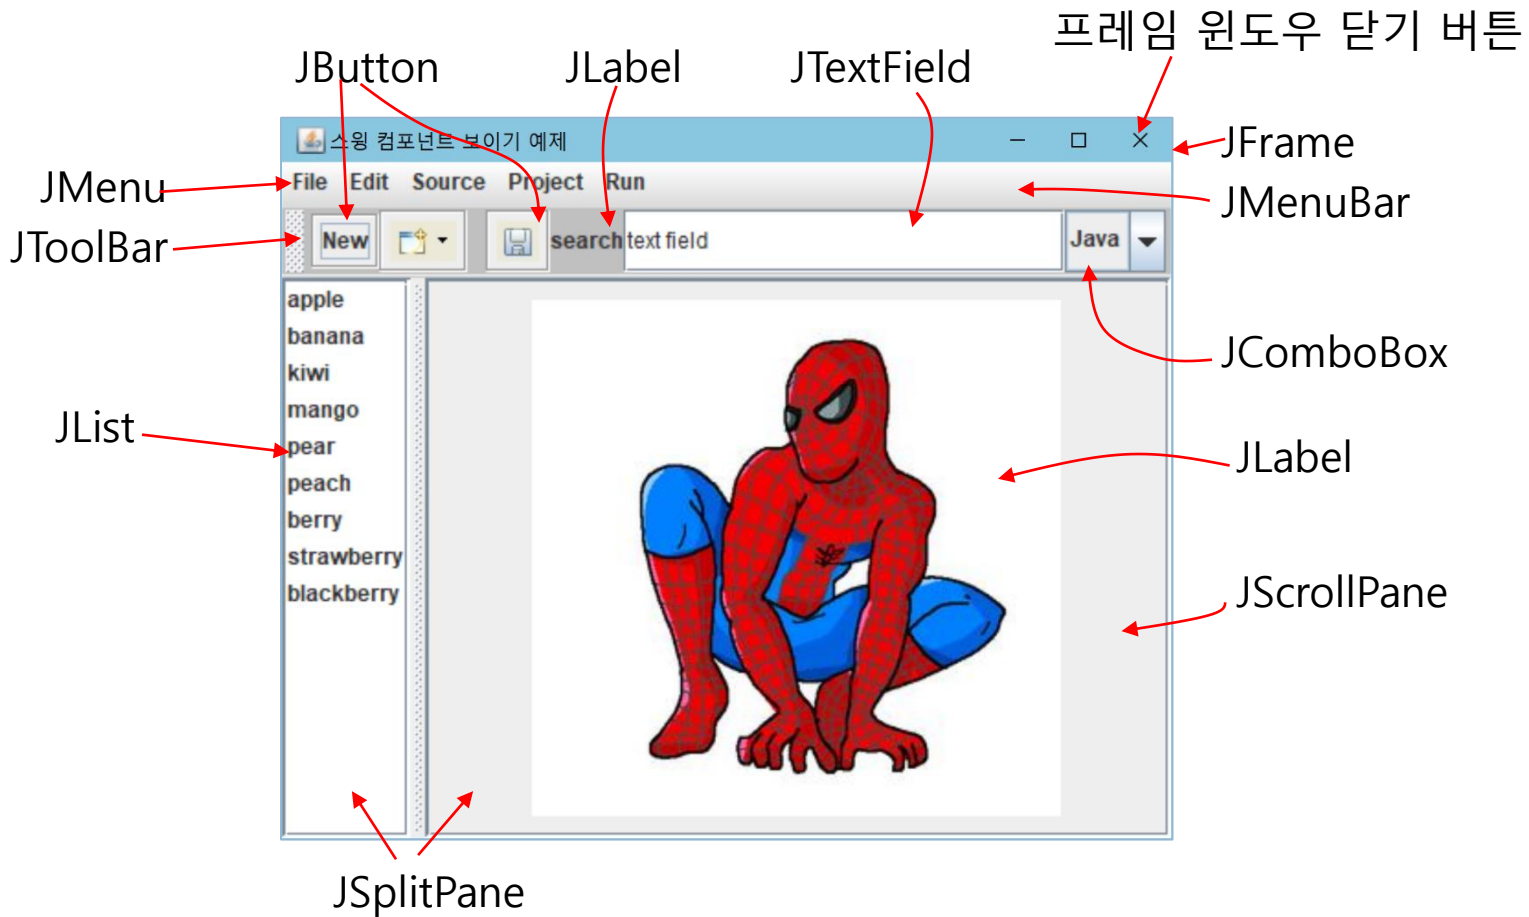 프레임 윈도우 닫기 버튼
JButton
JLabel
JTextField
스윙 컴포넌트 보이기 예제
JFrame
JMenu
File Edit Source Project Run
JMenuBar
JToolBar
New
search
text field
Java
apple
banana
kiwi
mango
pear
peach
berry
strawberry
blackberry
JComboBox
JList
JLabel
JScrollPane
JSplitPane